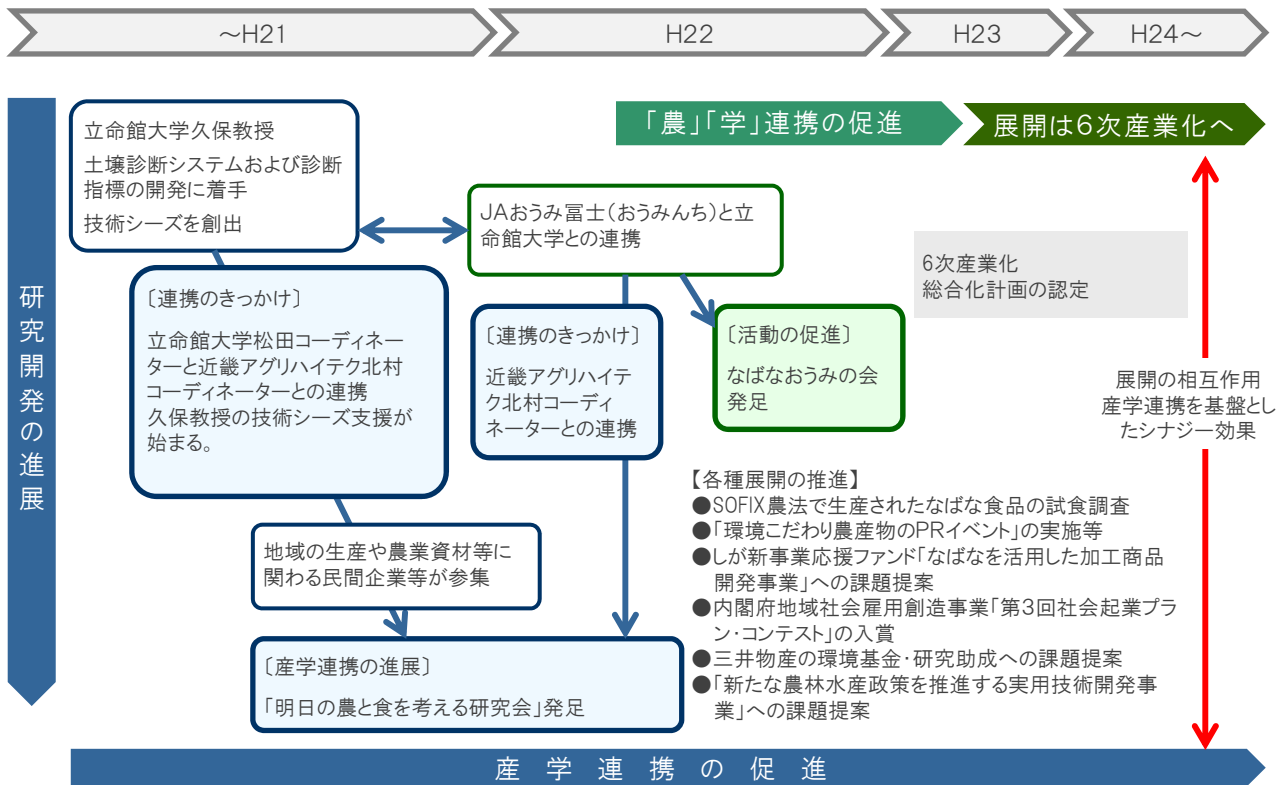 ～H21
H22
H23
H24～
「農」「学」連携の促進
展開は6次産業化へ
研究開発の進展
立命館大学久保教授
土壌診断システムおよび診断
指標の開発に着手
技術シーズを創出
JAおうみ冨士（おうみんち）と立
命館大学との連携
6次産業化
総合化計画の認定
〔連携のきっかけ〕
立命館大学松田コーディネー
ターと近畿アグリハイテク北村
コーディネーターとの連携
久保教授の技術シーズ支援が
始まる。
〔連携のきっかけ〕
近畿アグリハイテ
ク北村コーディ
ネーターとの連携
〔活動の促進〕
なばなおうみの会
発足
展開の相互作用
産学連携を基盤とし
たシナジー効果
地域の生産や農業資材等に
関わる民間企業等が参集
【各種展開の推進】
●SOFIX農法で生産されたなばな食品の試食調査
●「環境こだわり農産物のPRイベント」の実施等
●しが新事業応援ファンド「なばなを活用した加工商品
開発事業」への課題提案
●内閣府地域社会雇用創造事業「第3回社会起業プラ
ン・コンテスト」の入賞
●三井物産の環境基金・研究助成への課題提案
●「新たな農林水産政策を推進する実用技術開発事
業」への課題提案
〔産学連携の進展〕
「明日の農と食を考える研究会」発足
産学連携の促進